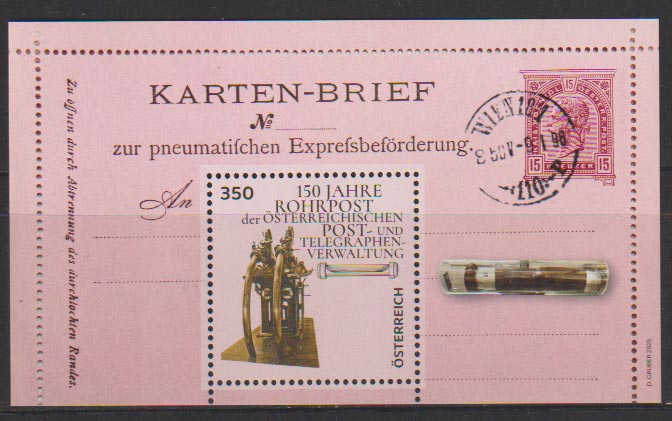 KARTEN-BRIEF
No
zur pneumatiſchen Expreſsbeförderung.
An
Zu öffnen durch Abtrennung des durchlochten Randes.
350
150 JAHRE
ROHRPOST
der ÖSTERREICHISCHEN
POST- UND
TELEGRAPHEN-
VERWALTUNG
ÖSTERREICH
15
15
KREUZER
15
WIEN
D. GRUBER 2025